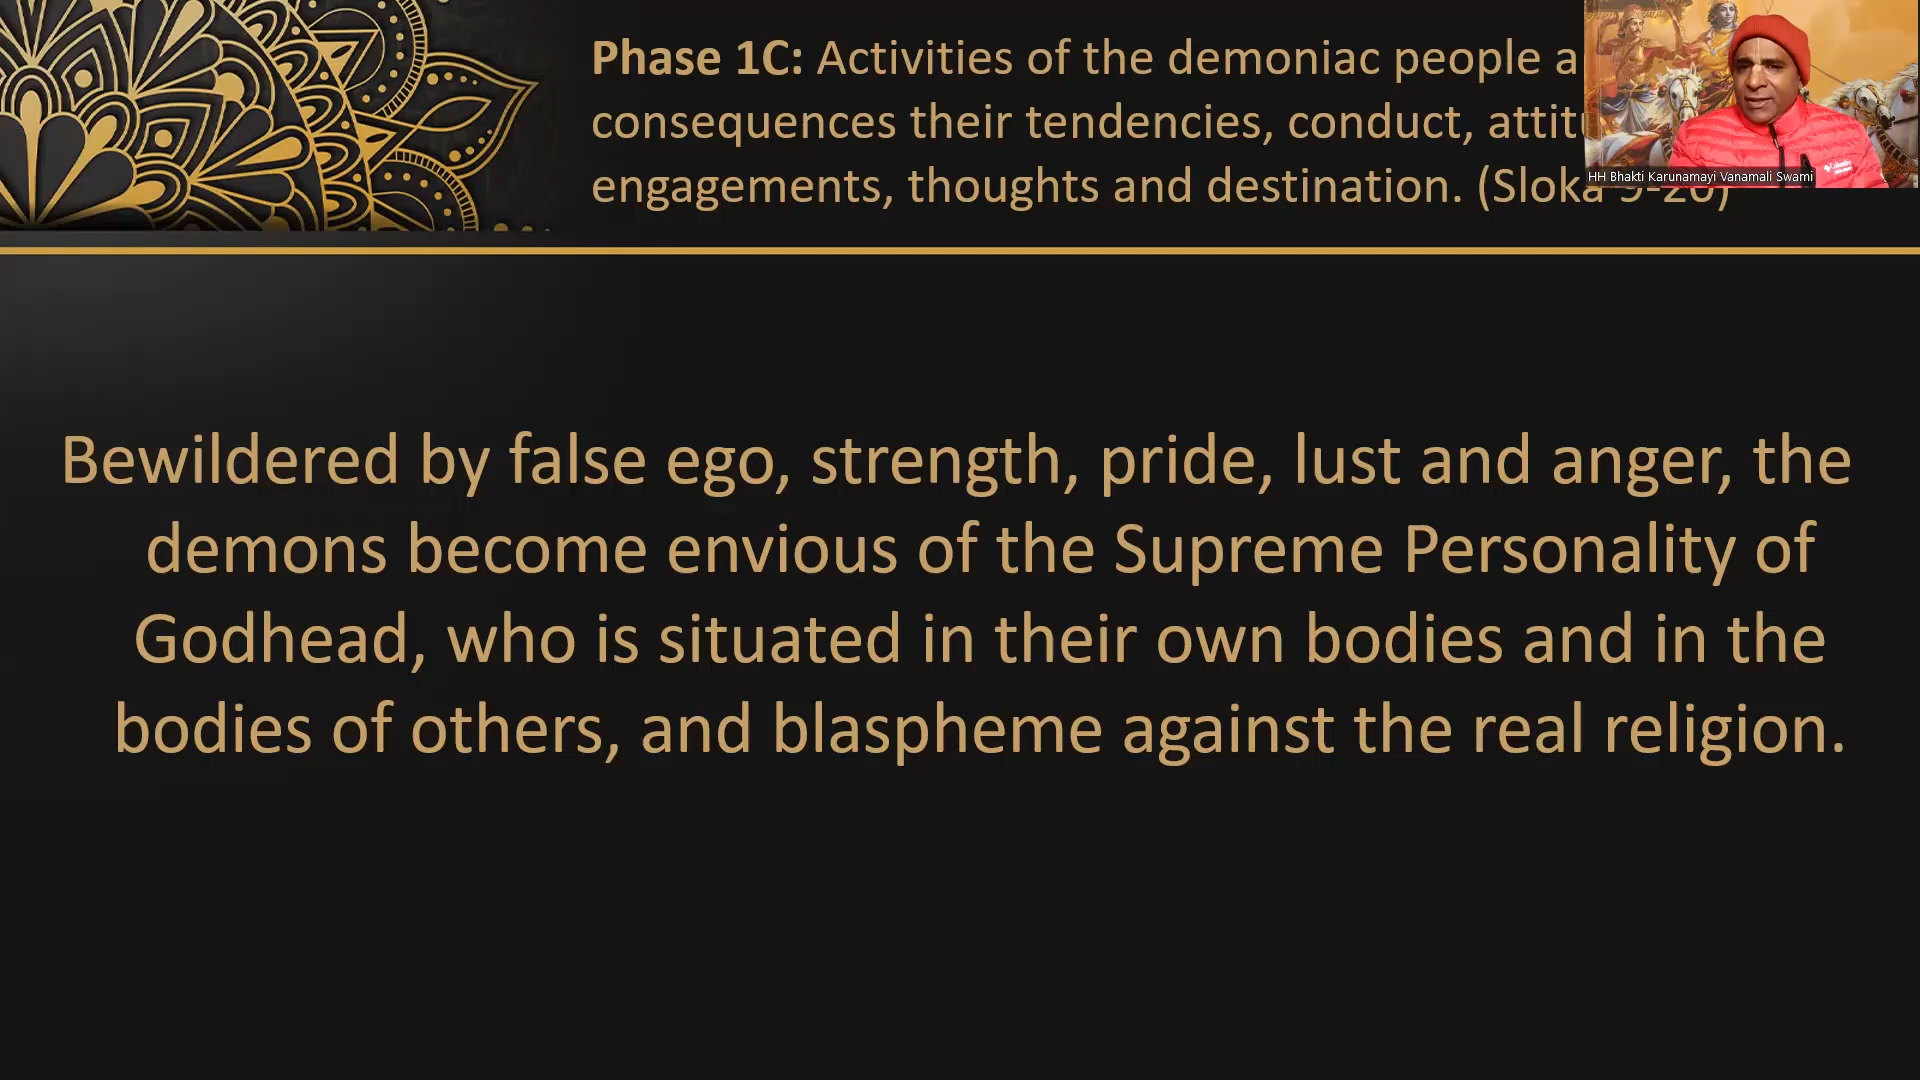 Phase 1C: Activities of the demoniac people a
consequences their tendencies, conduct, attitu
engagements, thoughts and destination. (Sloka 9-20)
HH Bhakti Karunamayi Vanamali Swami
Bewildered by false ego, strength, pride, lust and anger, the
demons become envious of the Supreme Personality of
Godhead, who is situated in their own bodies and in the
bodies of others, and blaspheme against the real religion.